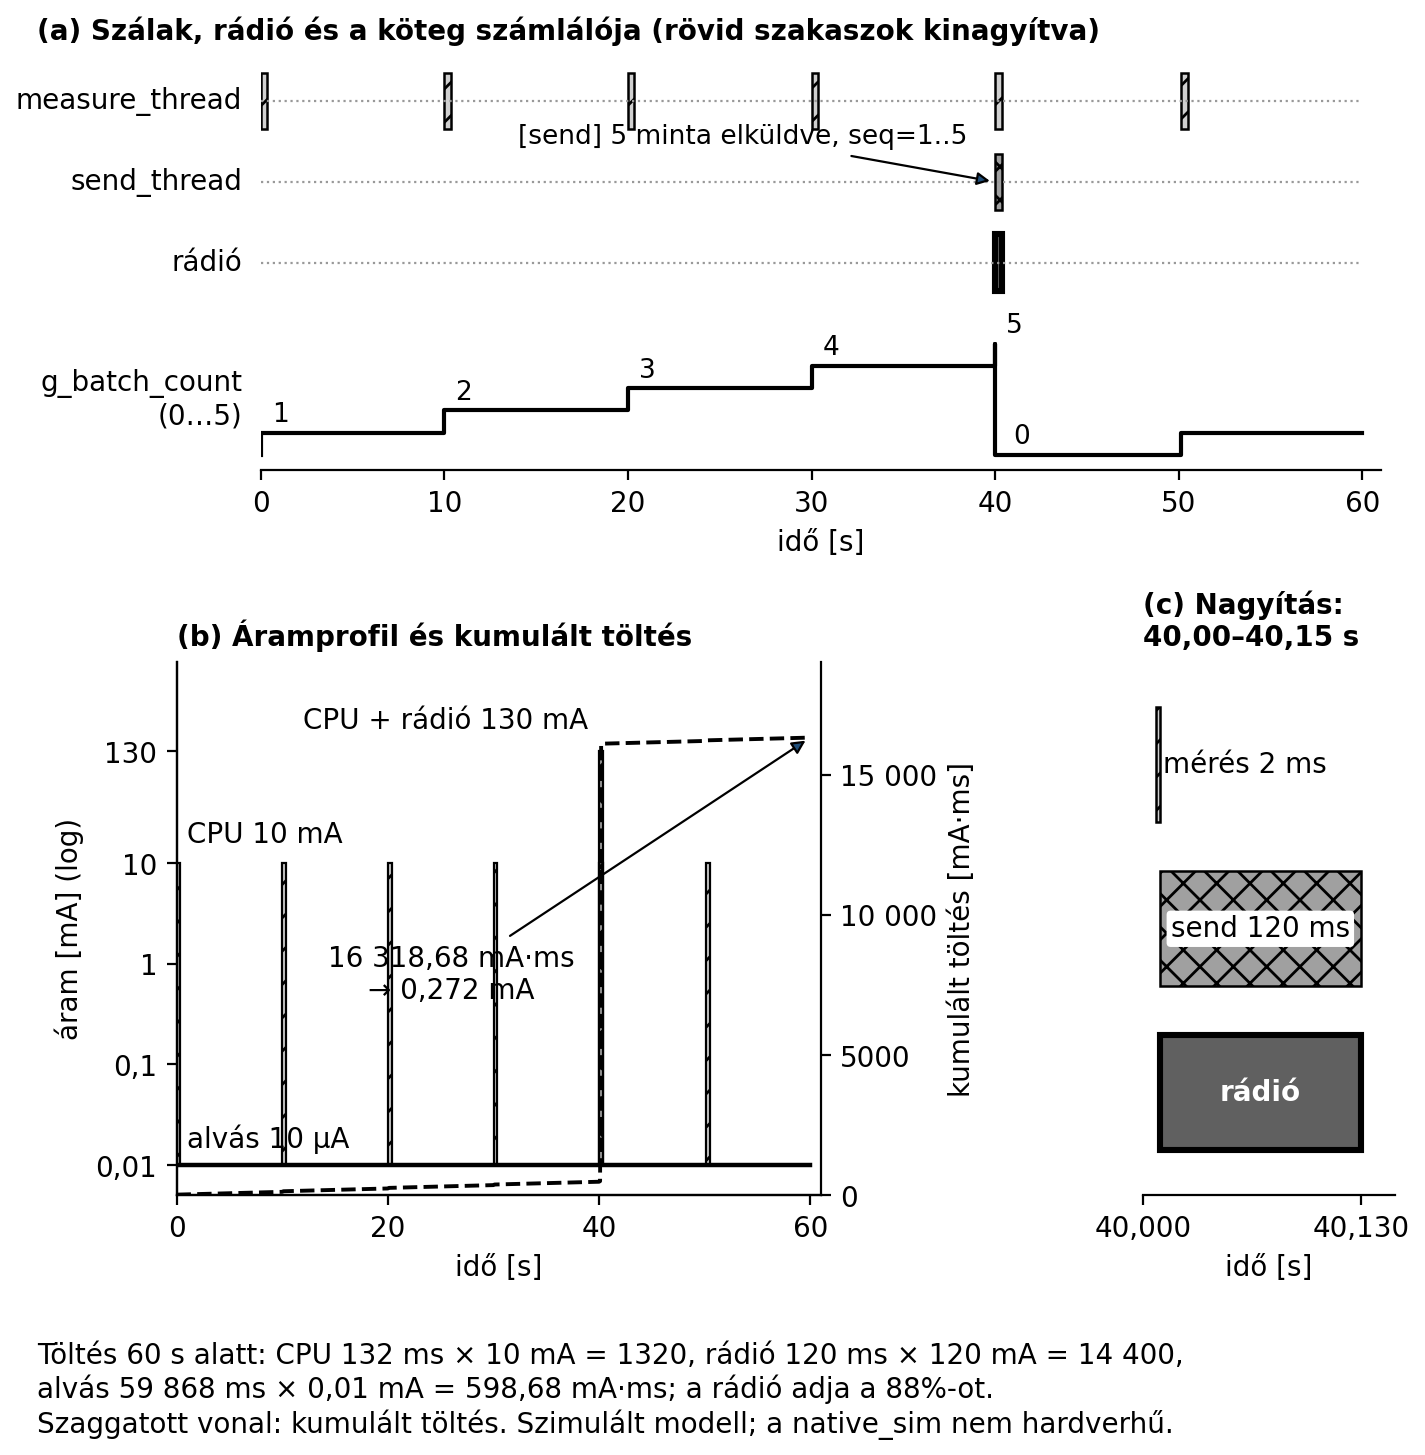 (a) Szálak, rádió és a köteg számlálója (rövid szakaszok kinagyítva)
measure_thread
[send] 5 minta elküldve, seq=1..5
send_thread
rádió
g_batch_count
(0…5)
1
2
3
4
5
0
0
10
20
30
40
50
60
idő [s]
(b) Áramprofil és kumulált töltés
áram [mA] (log)
130
10
1
0,1
0,01
CPU + rádió 130 mA
CPU 10 mA
16 318,68 mA·ms
→ 0,272 mA
alvás 10 µA
15 000
10 000
5000
0
kumulált töltés [mA·ms]
0
20
40
60
idő [s]
(c) Nagyítás:
40,00–40,15 s
mérés 2 ms
send 120 ms
rádió
40,000
40,130
idő [s]
Töltés 60 s alatt: CPU 132 ms × 10 mA = 1320, rádió 120 ms × 120 mA = 14 400,
alvás 59 868 ms × 0,01 mA = 598,68 mA·ms; a rádió adja a 88%-ot.
Szaggatott vonal: kumulált töltés. Szimulált modell; a native_sim nem hardverhű.